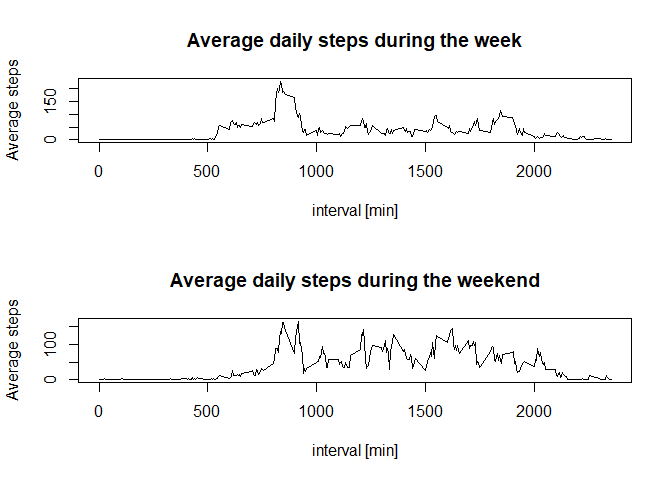 Average daily steps during the week
Average steps
150
0
0 500 1000 1500 2000
interval [min]
Average daily steps during the weekend
Average steps
100
0
0 500 1000 1500 2000
interval [min]